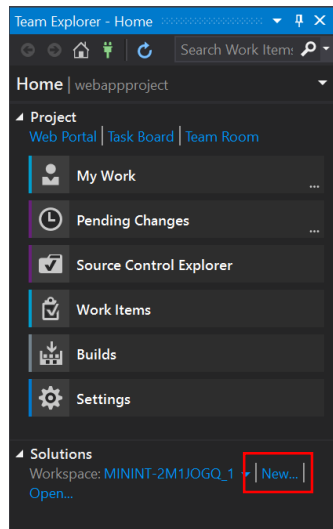 Team Explorer - Home
Search Work Item:
Home | webappproject
Project
Web Portal | Task Board | Team Room
My Work
...
Pending Changes
...
Source Control Explorer
Work Items
Builds
Settings
Solutions
Workspace: MININT-2M1JOGQ_1 | New... |
Open...